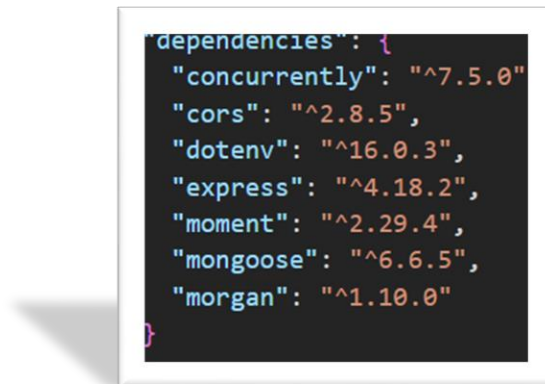 "dependencies": {
"concurrently": "^7.5.0"
"cors": "^2.8.5",
"dotenv": "^16.0.3",
"express": "^4.18.2",
"moment": "^2.29.4",
"mongoose": "^6.6.5",
"morgan": "^1.10.0"
}